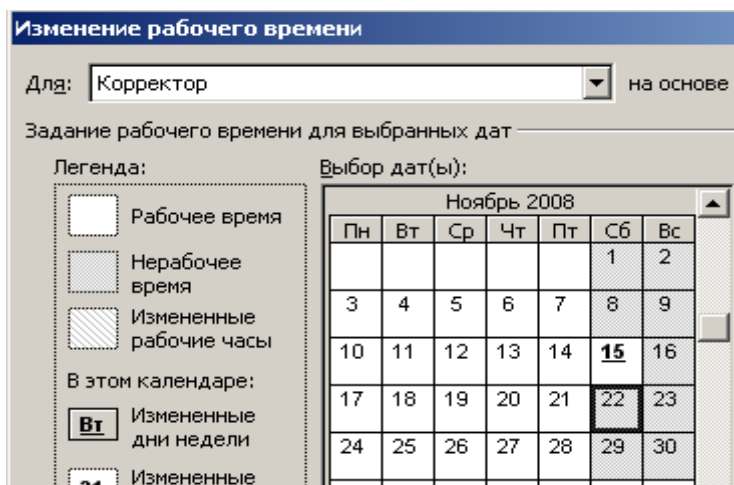 Изменение рабочего времени
Для: Корректор на основе
Задание рабочего времени для выбранных дат
Легенда:
Выбор дат(ы):
Рабочее время
Нерабочее
время
Измененные
рабочие часы
В этом календаре:
Вт Измененные
дни недели
31 Измененные
Ноябрь 2008
Пн Вт Ср Чт Пт Сб Вс
1 2
3 4 5 6 7 8 9
10 11 12 13 14 15 16
17 18 19 20 21 22 23
24 25 26 27 28 29 30